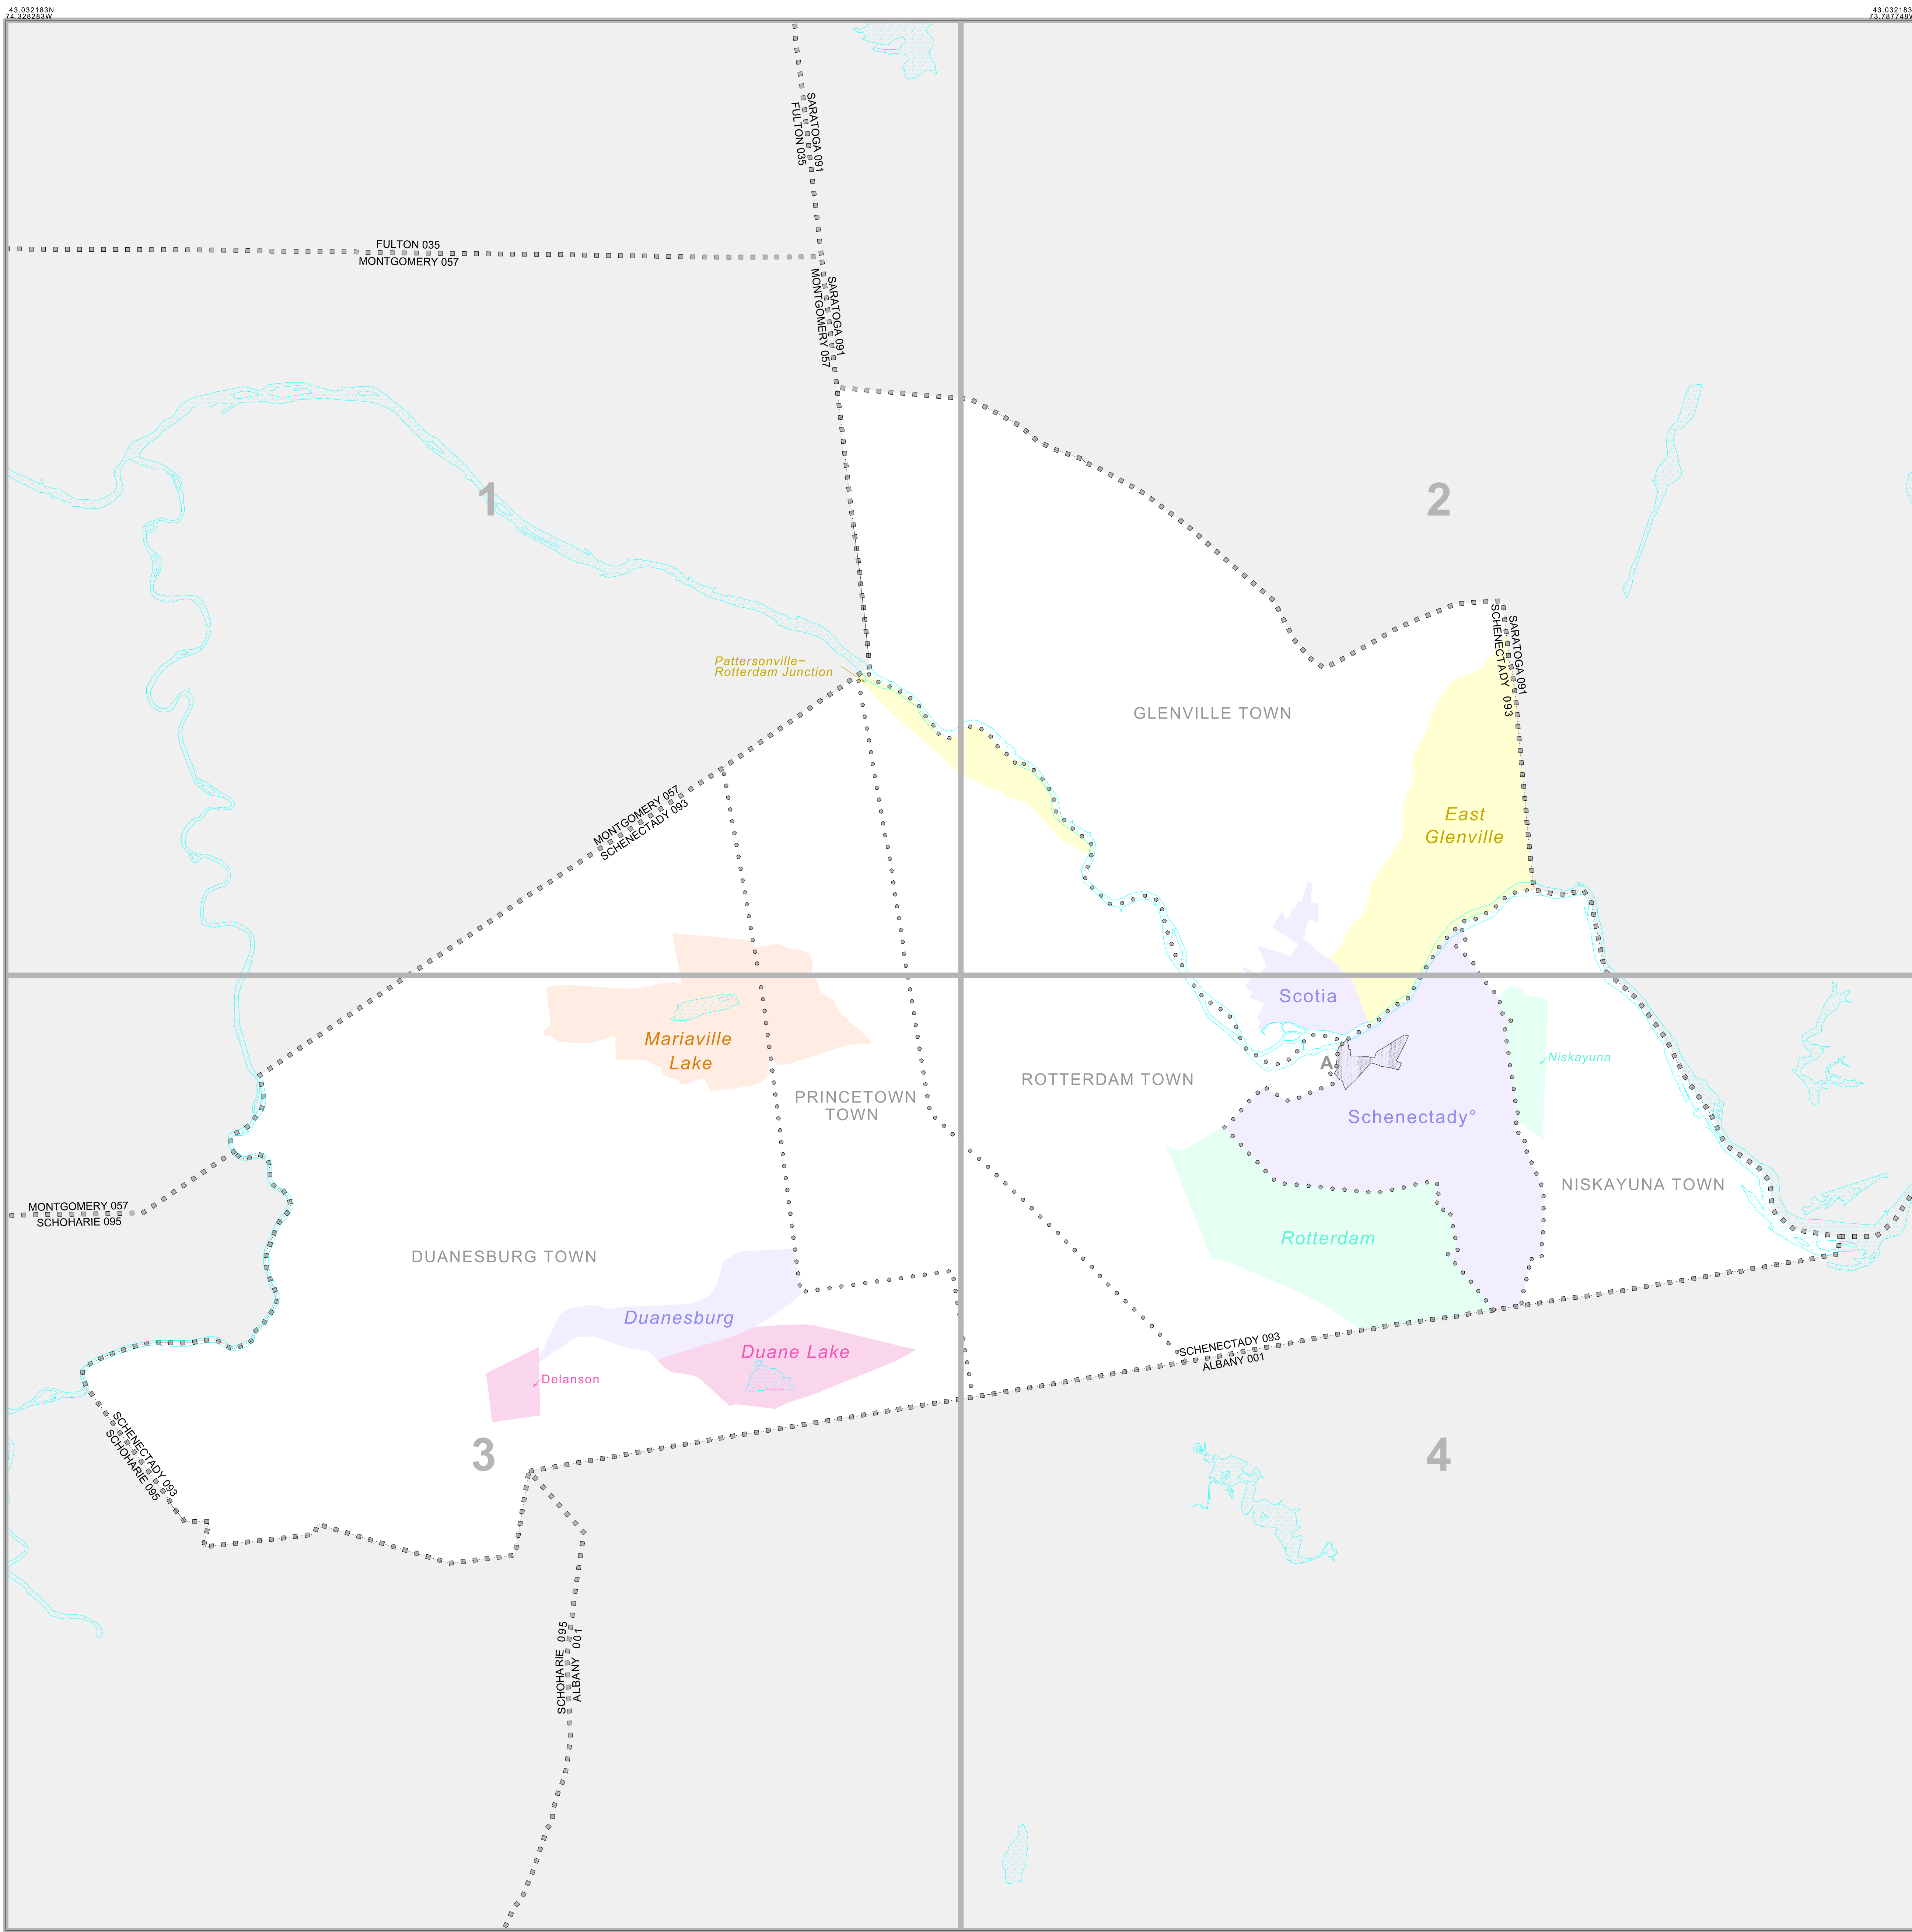 43.032183N
74.328283W
43.032183
73.787748W
SARATOGA 091
FULTON 035
FULTON 035
MONTGOMERY 057
SARATOGA 091
MONTGOMERY 057
1
2
SARATOGA 091
SCHENECTADY 093
Pattersonville–
Rotterdam Junction
GLENVILLE TOWN
MONTGOMERY 057
SCHENECTADY 093
East
Glenville
Scotia
Mariaville
Lake
A
Niskayuna
ROTTERDAM TOWN
PRINCETOWN
TOWN
Schenectady°
NISKAYUNA TOWN
MONTGOMERY 057
SCHOHARIE 095
Rotterdam
DUANESBURG TOWN
Duanesburg
SCHENECTADY 093
ALBANY 001
Duane Lake
Delanson
SCHENECTADY 093
SCHOHARIE 095
3
4
SCHOHARIE 095
ALBANY 001